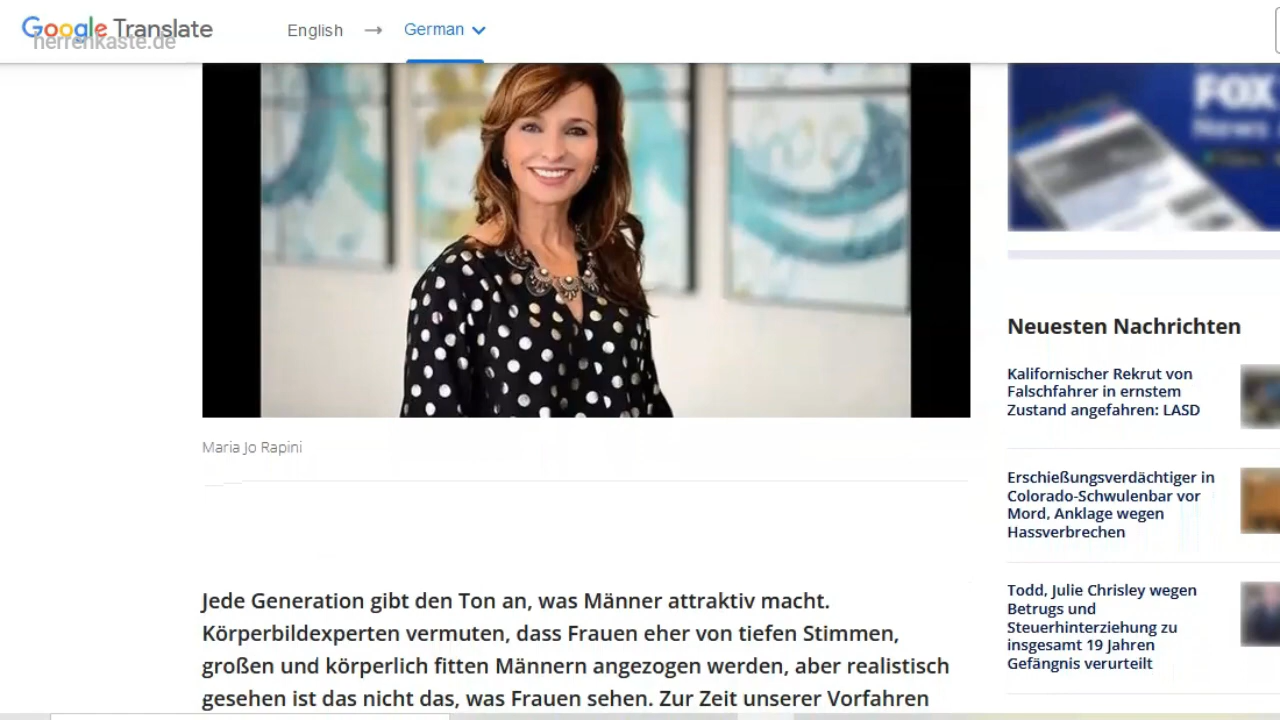 Google Translate
herrenkaste.de
English → German
FOX
News
Maria Jo Rapini
Jede Generation gibt den Ton an, was Männer attraktiv macht.
Körperbildexperten vermuten, dass Frauen eher von tiefen Stimmen,
großen und körperlich fitten Männern angezogen werden, aber realistisch
gesehen ist das nicht das, was Frauen sehen. Zur Zeit unserer Vorfahren
Neuesten Nachrichten
Kalifornischer Rekrut von
Falschfahrer in ernstem
Zustand angefahren: LASD
Erschießungsverdächtiger in
Colorado-Schwulenbar vor
Mord, Anklage wegen
Hassverbrechen
Todd, Julie Chrisley wegen
Betrugs und
Steuerhinterziehung zu
insgesamt 19 Jahren
Gefängnis verurteilt